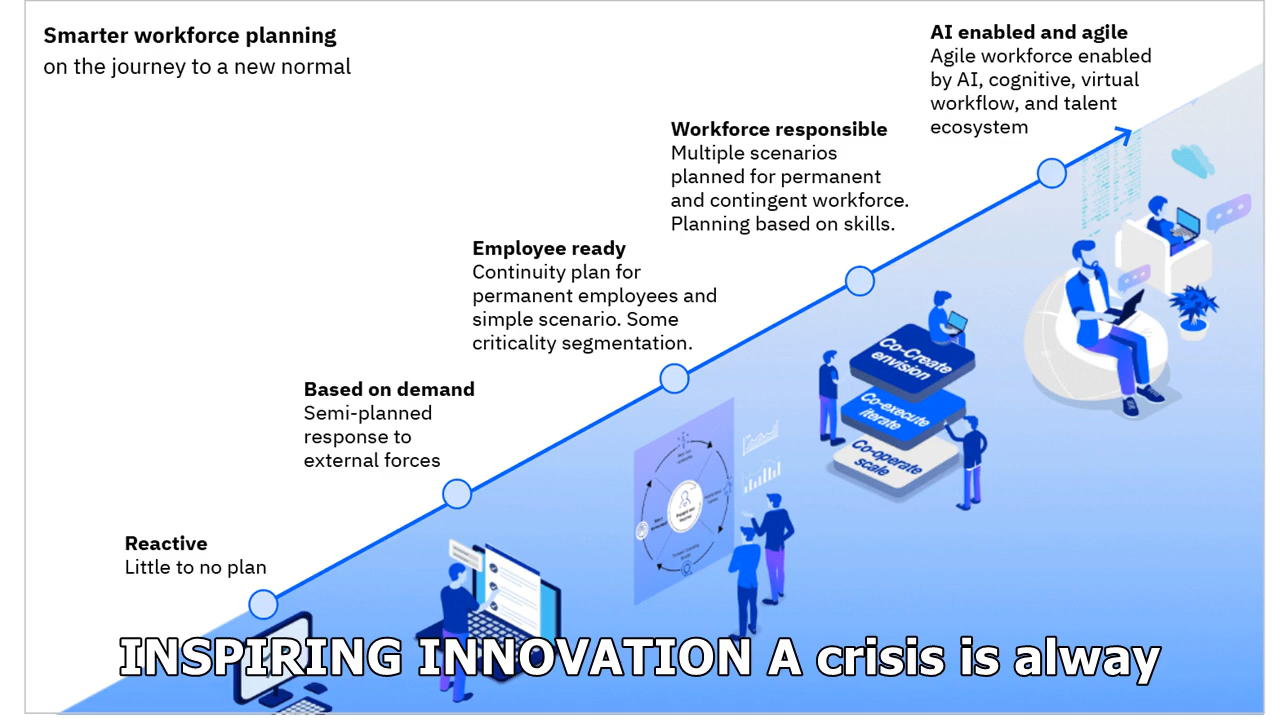 Smarter workforce planning
on the journey to a new normal
AI enabled and agile
Agile workforce enabled
by AI, cognitive, virtual
workflow, and talent
ecosystem
Workforce responsible
Multiple scenarios
planned for permanent
and contingent workforce.
Planning based on skills.
Employee ready
Continuity plan for
permanent employees and
simple scenario. Some
criticality segmentation.
Based on demand
Semi-planned
response to
external forces
Reactive
Little to no plan
Co-Create
envision
Co-execute
iterate
Co-operate
scale
INSPIRING INNOVATION A crisis is alway